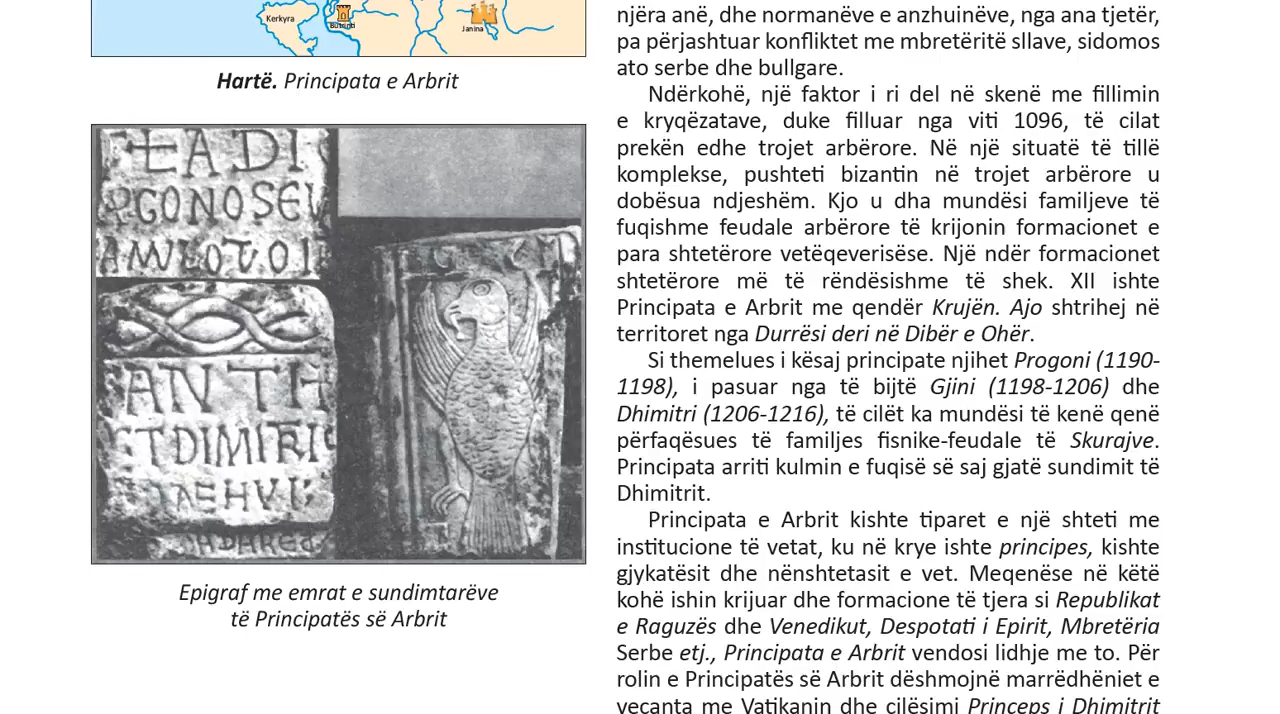 Kerkyra
Butrinti
Janina
Hartë. Principata e Arbrit
ŁADI
GONOSEV
AMLOVOI
AN TH
ET DIMITRI
Epigraf me emrat e sundimtarëve
të Principatës së Arbrit
njëra anë, dhe normanëve e anzhuinëve, nga ana tjetër,
pa përjashtuar konfliktet me mbretëritë sllave, sidomos
ato serbe dhe bullgare.
Ndërkohë, një faktor i ri del në skenë me fillimin
e kryqëzatave, duke filluar nga viti 1096, të cilat
prekën edhe trojet arbërore. Në një situatë të tillë
komplekse, pushteti bizantin në trojet arbërore u
dobësua ndjeshëm. Kjo u dha mundësi familjeve të
fuqishme feudale arbërore të krijonin formacionet e
para shtetërore vetëqeverisëse. Një ndër formacionet
shtetërore më të rëndësishme të shek. XII ishte
Principata e Arbrit me qendër Krujën. Ajo shtrihej në
territoret nga Durrësi deri në Dibër e Ohër.
Si themelues i kësaj principate njihet Progoni (1190-
1198), i pasuar nga të bijtë Gjini (1198-1206) dhe
Dhimitri (1206-1216), të cilët ka mundësi të kenë qenë
përfaqësues të familjes fisnike-feudale të Skurajve.
Principata arriti kulmin e fuqisë së saj gjatë sundimit të
Dhimitrit.
Principata e Arbrit kishte tiparet e një shteti me
institucione të vetat, ku në krye ishte principes, kishte
gjykatësit dhe nënshtetasit e vet. Meqenëse në këtë
kohë ishin krijuar dhe formacione të tjera si Republikat
e Raguzës dhe Venedikut, Despotati i Epirit, Mbretëria
Serbe etj., Principata e Arbrit vendosi lidhje me to. Për
rolin e Principatës së Arbrit dëshmojnë marrëdhëniet e
veçanta me Vatikanin dhe cilësimi Princeps i Dhimitrit